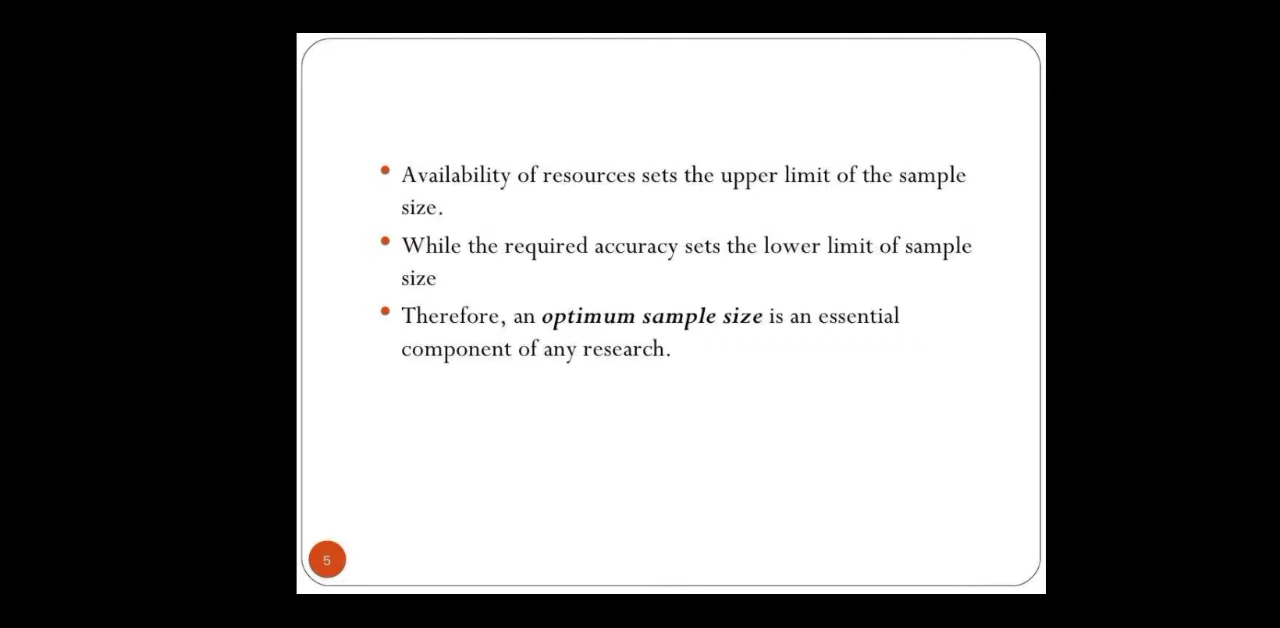 Availability of resources sets the upper limit of the sample
size.
While the required accuracy sets the lower limit of sample
size
Therefore, an optimum sample size is an essential
component of any research.
5